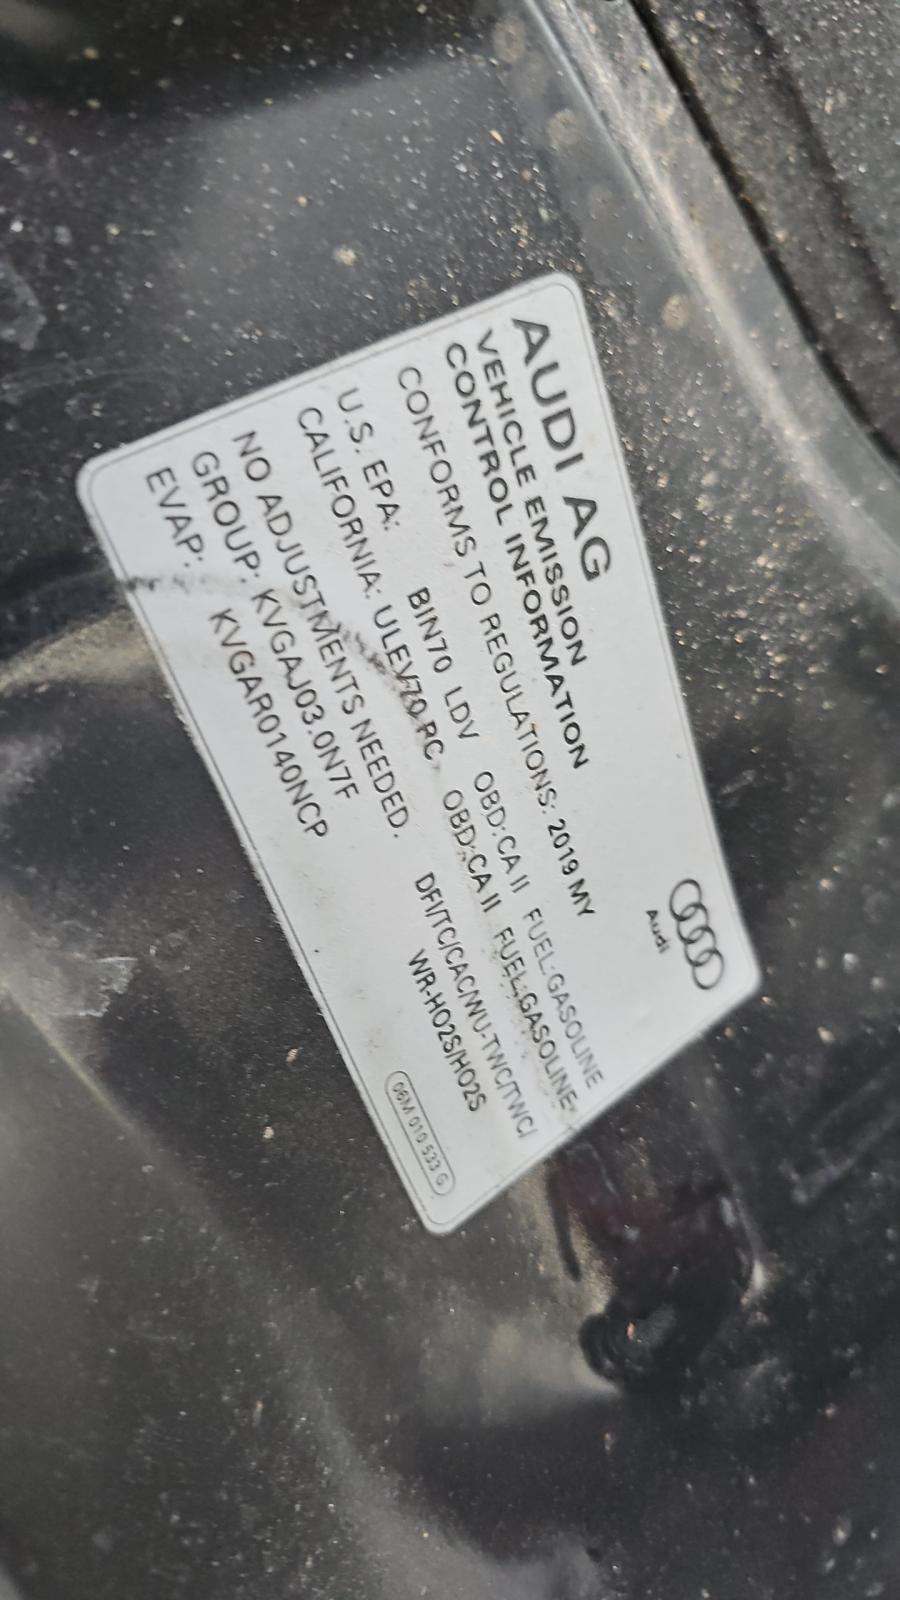 AUDI AG
Audi
VEHICLE EMISSION
CONTROL INFORMATION
CONFORMS TO REGULATIONS: 2019 MY
U.S. EPA: BIN70 LDV OBD:CA II FUEL:GASOLINE
CALIFORNIA: ULEV70 PC OBD:CA II FUEL:GASOLINE
NO ADJUSTMENTS NEEDED.
GROUP: KVGAJ03.0N7F DFI/TC/CAC/WU-TWC/TWC/
EVAP: KVGAR0140NCP WR-HO2S/HO2S
06M 010 533 G